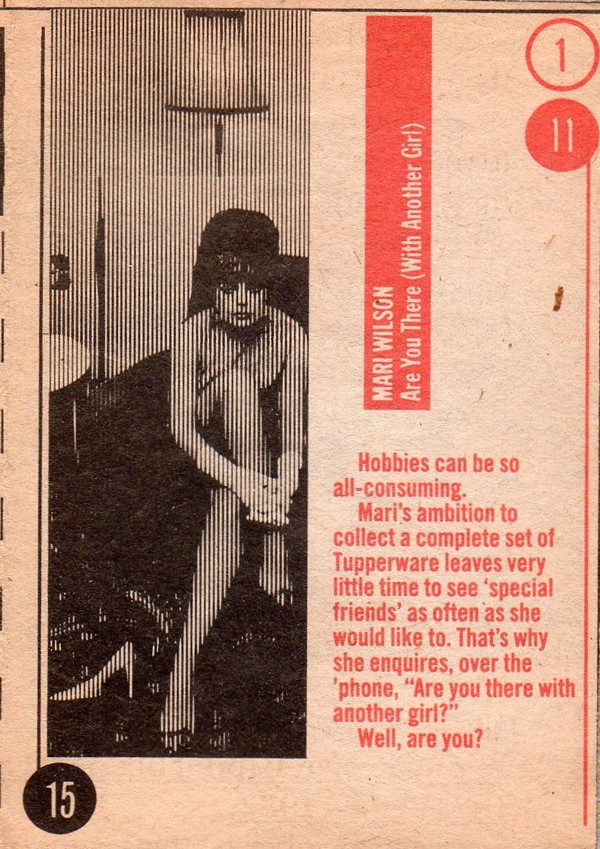 MARI WILSON
Are You There (With Another Girl)
1
11
Hobbies can be so
all-consuming.
Mari's ambition to
collect a complete set of
Tupperware leaves very
little time to see 'special
friends' as often as she
would like to. That's why
she enquires, over the
'phone, "Are you there with
another girl?"
Well, are you?
15